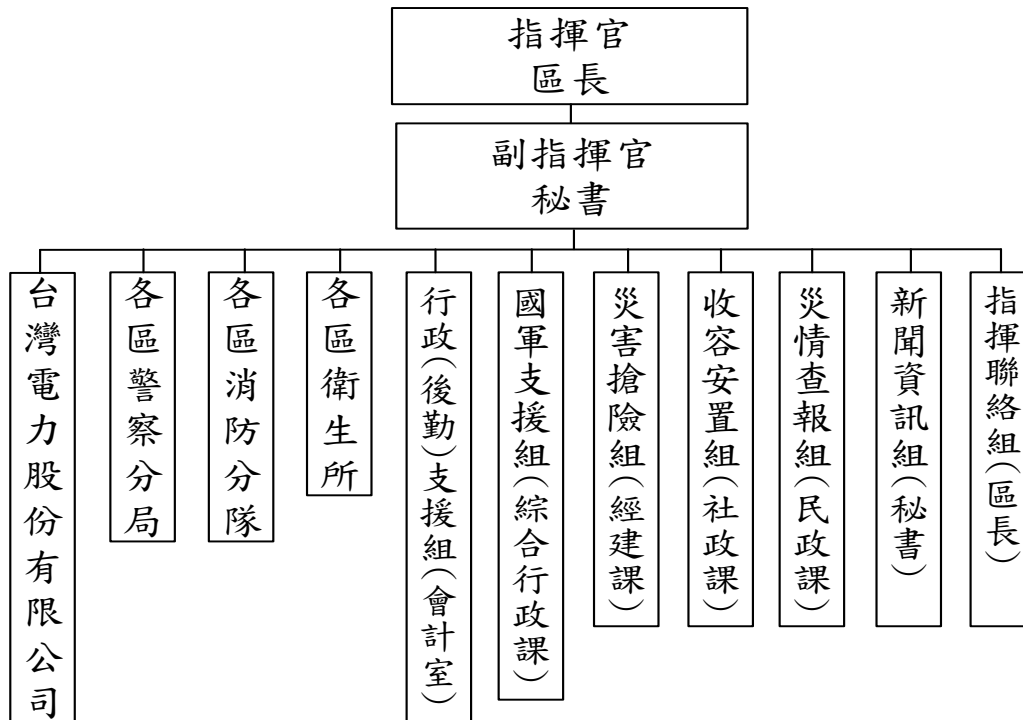 指揮官
區長
副指揮官
秘書
台灣電力股份有限公司
各區警察分局
各區消防分隊
各區衛生所
行政(後勤)支援組(會計室)
國軍支援組(綜合行政課)
災害搶險組(經建課)
收容安置組(社政課)
災情查報組(民政課)
新聞資訊組(秘書)
指揮聯絡組(區長)